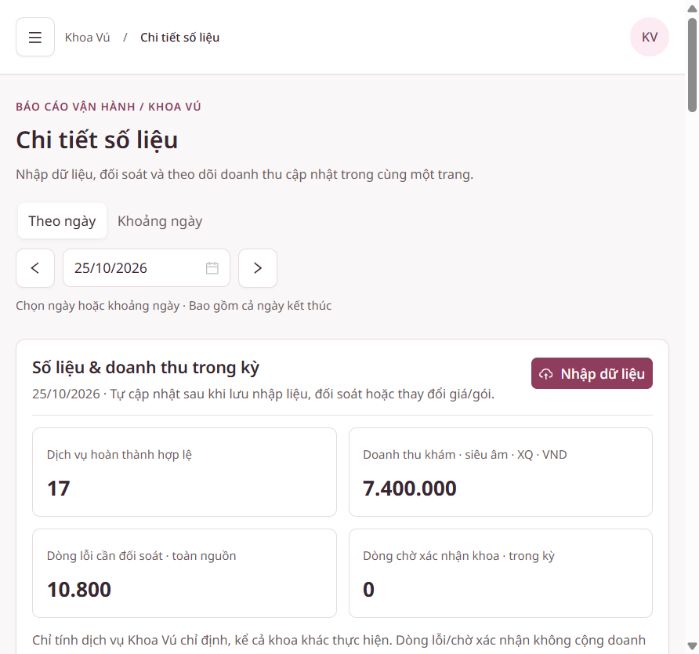 Khoa Vú / Chi tiết số liệu
KV
BÁO CÁO VẬN HÀNH / KHOA VÚ
Chi tiết số liệu
Nhập dữ liệu, đối soát và theo dõi doanh thu cập nhật trong cùng một trang.
Theo ngày Khoảng ngày
25/10/2026
Chọn ngày hoặc khoảng ngày · Bao gồm cả ngày kết thúc
Số liệu & doanh thu trong kỳ
Nhập dữ liệu
25/10/2026 · Tự cập nhật sau khi lưu nhập liệu, đối soát hoặc thay đổi giá/gói.
Dịch vụ hoàn thành hợp lệ
17
Doanh thu khám · siêu âm · XQ · VND
7.400.000
Dòng lỗi cần đối soát · toàn nguồn
10.800
Dòng chờ xác nhận khoa · trong kỳ
0
Chỉ tính dịch vụ Khoa Vú chỉ định, kể cả khoa khác thực hiện. Dòng lỗi/chờ xác nhận không cộng doanh